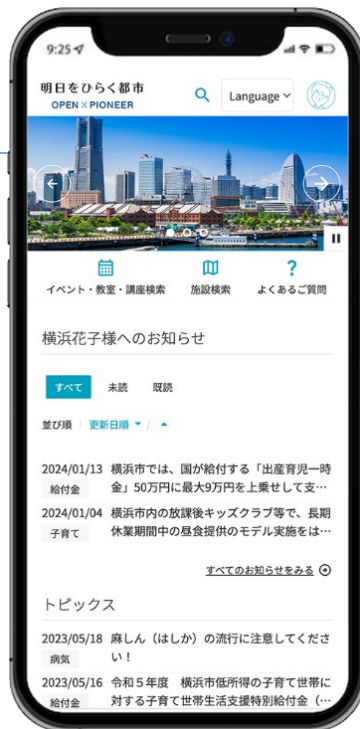 9:25
明日をひらく都市
OPEN×PIONEER
Language
イベント・教室・講座検索
施設検索
よくあるご質問
横浜花子様へのお知らせ
すべて
未読
既読
並び順
更新日順
/
2024/01/13
給付金
横浜市では、国が給付する「出産育児一時
金」50万円に最大9万円を上乗せして支…
2024/01/04
子育て
横浜市内の放課後キッズクラブ等で、長期
休業期間中の昼食提供のモデル実施をは…
すべてのお知らせをみる
トピックス
2023/05/18
病気
麻しん（はしか）の流行に注意してくださ
い！
2023/05/16
給付金
令和５年度　横浜市低所得の子育て世帯に
対する子育て世帯生活支援特別給付金（…